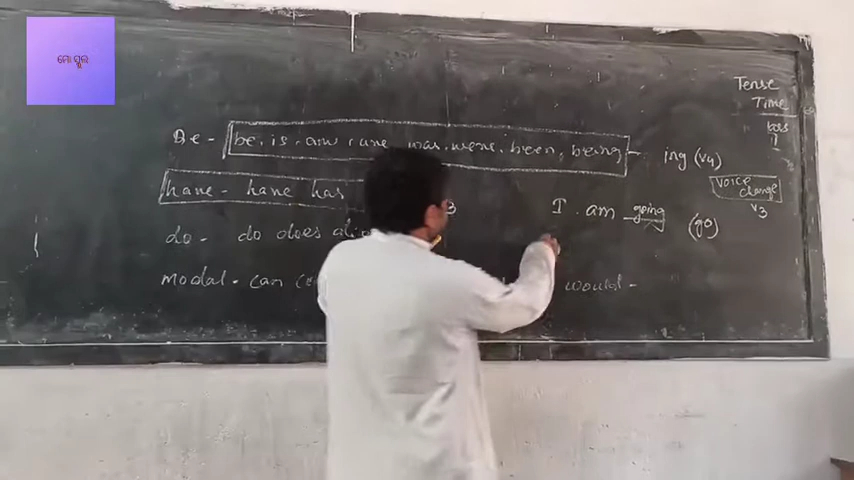 ମୋ ସ୍କୁଲ
Tense
Time
Be - be. is. am. are. was. were. been. being - ing (v4)
voice change v3
have - have has
I am going (go)
do - do does
Modal . can would -